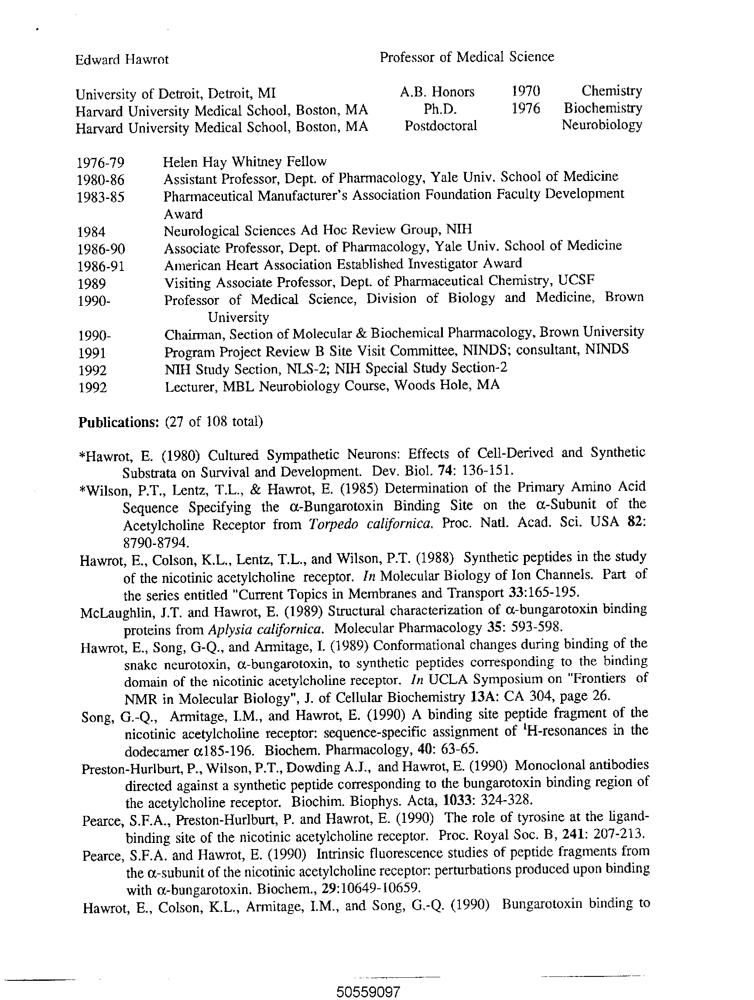 Edward Hawrot Professor of Medical Science
University of Detroit, Detroit, MI A.B. Honors 1970 Chemistry
Harvard University Medical School, Boston, MA Ph.D. 1976 Biochemistry
Harvard University Medical School, Boston, MA Postdoctoral Neurobiology
1976-79 Helen Hay Whitney Fellow
1980-86 Assistant Professor, Dept. of Pharmacology, Yale Univ. School of Medicine
1983-85 Pharmaceutical Manufacturer's Association Foundation Faculty Development
Award
1984 Neurological Sciences Ad Hoc Review Group, NIH
1986-90 Associate Professor, Dept. of Pharmacology, Yale Univ. School of Medicine
1986-91 American Heart Association Established Investigator Award
1989 Visiting Associate Professor, Dept. of Pharmaceutical Chemistry, UCSF
1990- Professor of Medical Science, Division of Biology and Medicine, Brown
University
1990- Chairman, Section of Molecular & Biochemical Pharmacology, Brown University
1991 Program Project Review B Site Visit Committee, NINDS; consultant, NINDS
1992 NIH Study Section, NLS-2; NIH Special Study Section-2
1992 Lecturer, MBL Neurobiology Course, Woods Hole, MA
Publications: (27 of 108 total)
*Hawrot, E. (1980) Cultured Sympathetic Neurons: Effects of Cell-Derived and Synthetic
Substrata on Survival and Development. Dev. Biol. 74: 136-151.
*Wilson, P.T., Lentz, T.L., & Hawrot, E. (1985) Determination of the Primary Amino Acid
Sequence Specifying the α-Bungarotoxin Binding Site on the α-Subunit of the
Acetylcholine Receptor from Torpedo californica. Proc. Natl. Acad. Sci. USA 82:
8790-8794.
Hawrot, E., Colson, K.L., Lentz, T.L., and Wilson, P.T. (1988) Synthetic peptides in the study
of the nicotinic acetylcholine receptor. In Molecular Biology of Ion Channels. Part of
the series entitled "Current Topics in Membranes and Transport 33:165-195.
McLaughlin, J.T. and Hawrot, E. (1989) Structural characterization of α-bungarotoxin binding
proteins from Aplysia californica. Molecular Pharmacology 35: 593-598.
Hawrot, E., Song, G-Q., and Armitage, I. (1989) Conformational changes during binding of the
snake neurotoxin, α-bungarotoxin, to synthetic peptides corresponding to the binding
domain of the nicotinic acetylcholine receptor. In UCLA Symposium on "Frontiers of
NMR in Molecular Biology", J. of Cellular Biochemistry 13A: CA 304, page 26.
Song, G.-Q., Armitage, I.M., and Hawrot, E. (1990) A binding site peptide fragment of the
nicotinic acetylcholine receptor: sequence-specific assignment of ¹H-resonances in the
dodecamer α185-196. Biochem. Pharmacology, 40: 63-65.
Preston-Hurlburt, P., Wilson, P.T., Dowding A.J., and Hawrot, E. (1990) Monoclonal antibodies
directed against a synthetic peptide corresponding to the bungarotoxin binding region of
the acetylcholine receptor. Biochim. Biophys. Acta, 1033: 324-328.
Pearce, S.F.A., Preston-Hurlburt, P. and Hawrot, E. (1990) The role of tyrosine at the ligand-
binding site of the nicotinic acetylcholine receptor. Proc. Royal Soc. B, 241: 207-213.
Pearce, S.F.A. and Hawrot, E. (1990) Intrinsic fluorescence studies of peptide fragments from
the α-subunit of the nicotinic acetylcholine receptor: perturbations produced upon binding
with α-bungarotoxin. Biochem., 29:10649-10659.
Hawrot, E., Colson, K.L., Armitage, I.M., and Song, G.-Q. (1990) Bungarotoxin binding to
50559097